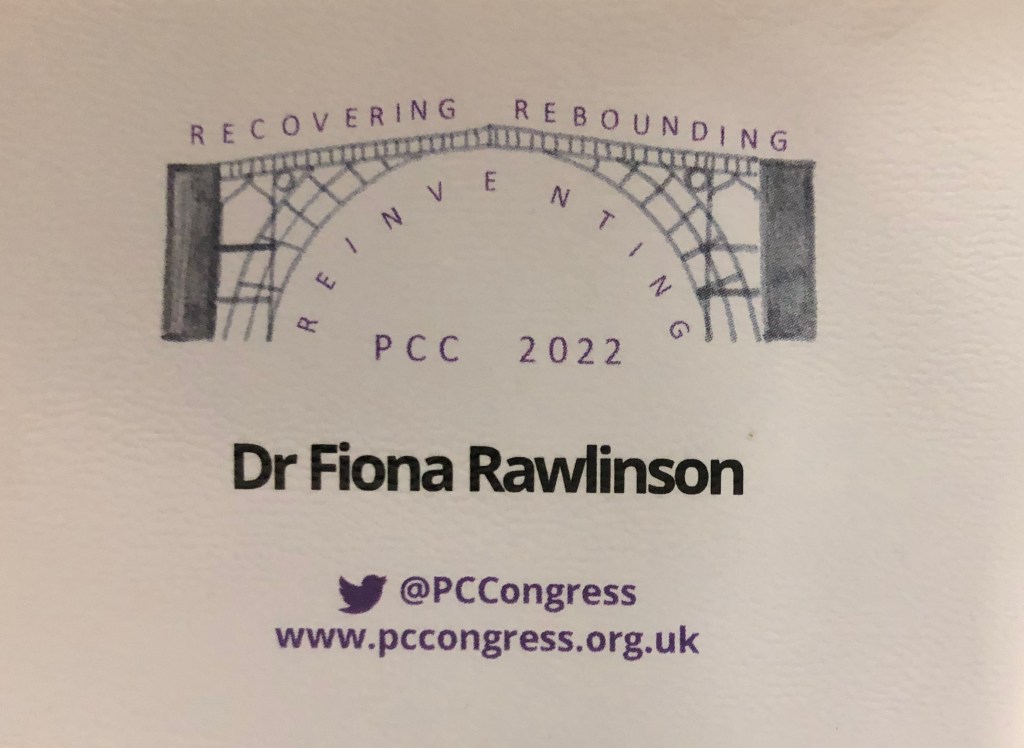 RECOVERING REBOUNDING
REINVENTING
PCC 2022
Dr Fiona Rawlinson
@PCCongress
www.pccongress.org.uk